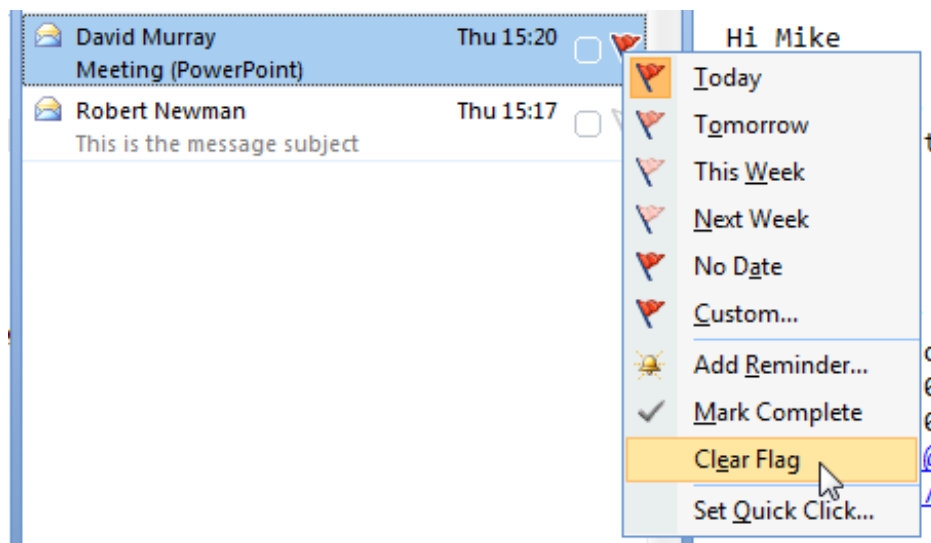 David Murray Thu 15:20
Meeting (PowerPoint)
Robert Newman Thu 15:17
This is the message subject
Hi Mike
Today
Tomorrow
This Week
Next Week
No Date
Custom...
Add Reminder...
Mark Complete
Clear Flag
Set Quick Click...